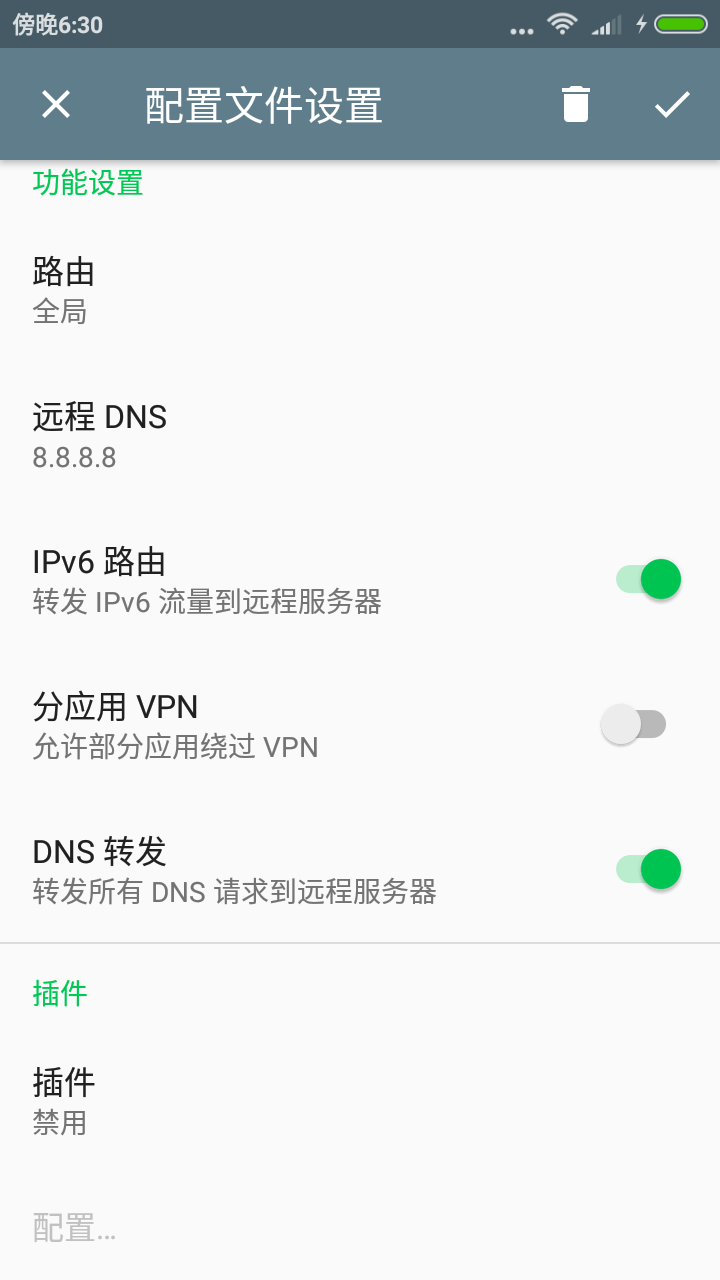 傍晚6:30
配置文件设置
功能设置
路由
全局
远程 DNS
8.8.8.8
IPv6 路由
转发 IPv6 流量到远程服务器
分应用 VPN
允许部分应用绕过 VPN
DNS 转发
转发所有 DNS 请求到远程服务器
插件
插件
禁用
配置...